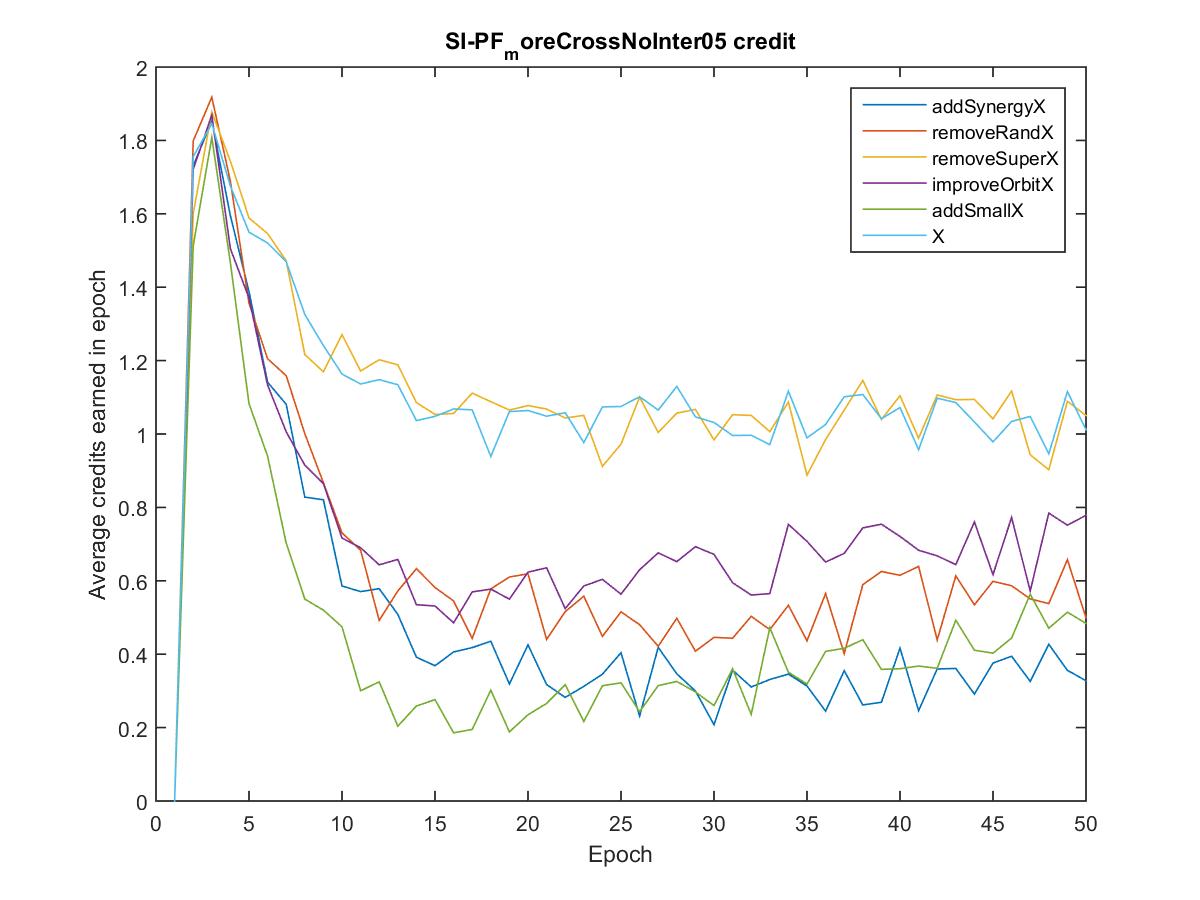 SI-PFmoreCrossNoInter05 credit
2
1.8
1.6
1.4
1.2
1
0.8
0.6
0.4
0.2
0
Average credits earned in epoch
addSynergyX
removeRandX
removeSuperX
improveOrbitX
addSmallX
X
0 5 10 15 20 25 30 35 40 45 50
Epoch